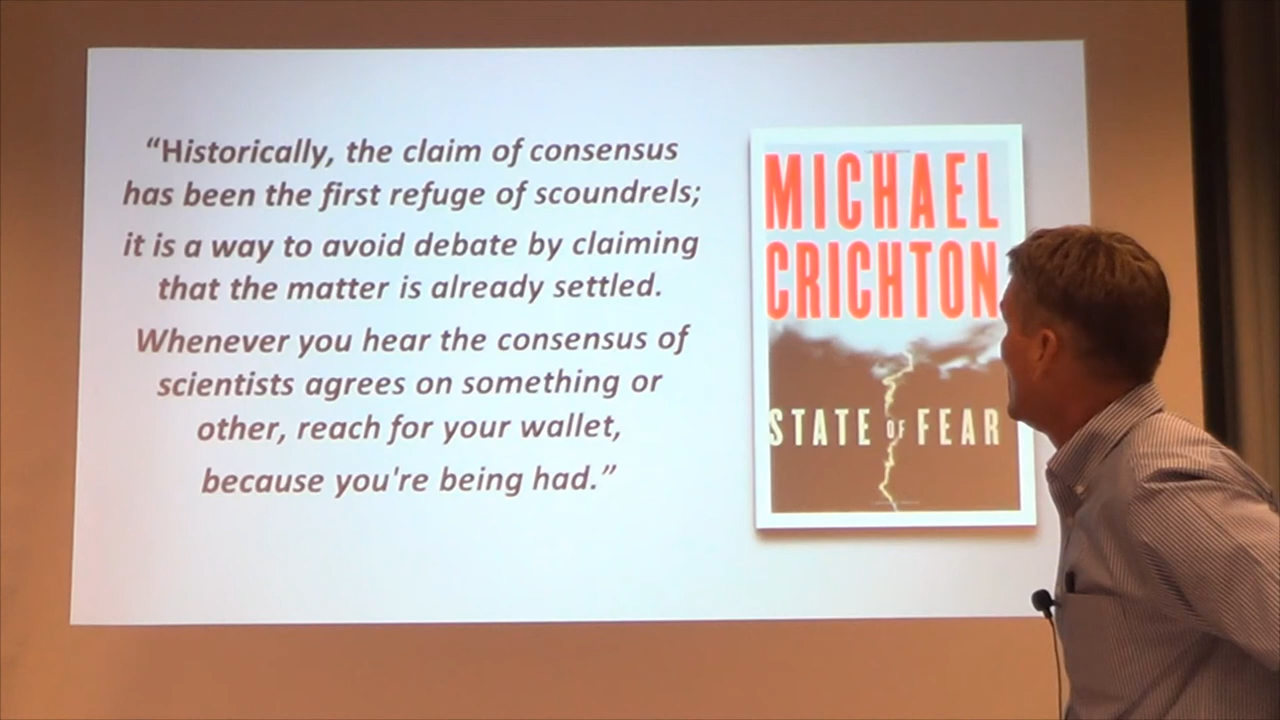 “Historically, the claim of consensus
has been the first refuge of scoundrels;
it is a way to avoid debate by claiming
that the matter is already settled.
Whenever you hear the consensus of
scientists agrees on something or
other, reach for your wallet,
because you're being had.”
MICHAEL
CRICHTON
STATE OF FEAR